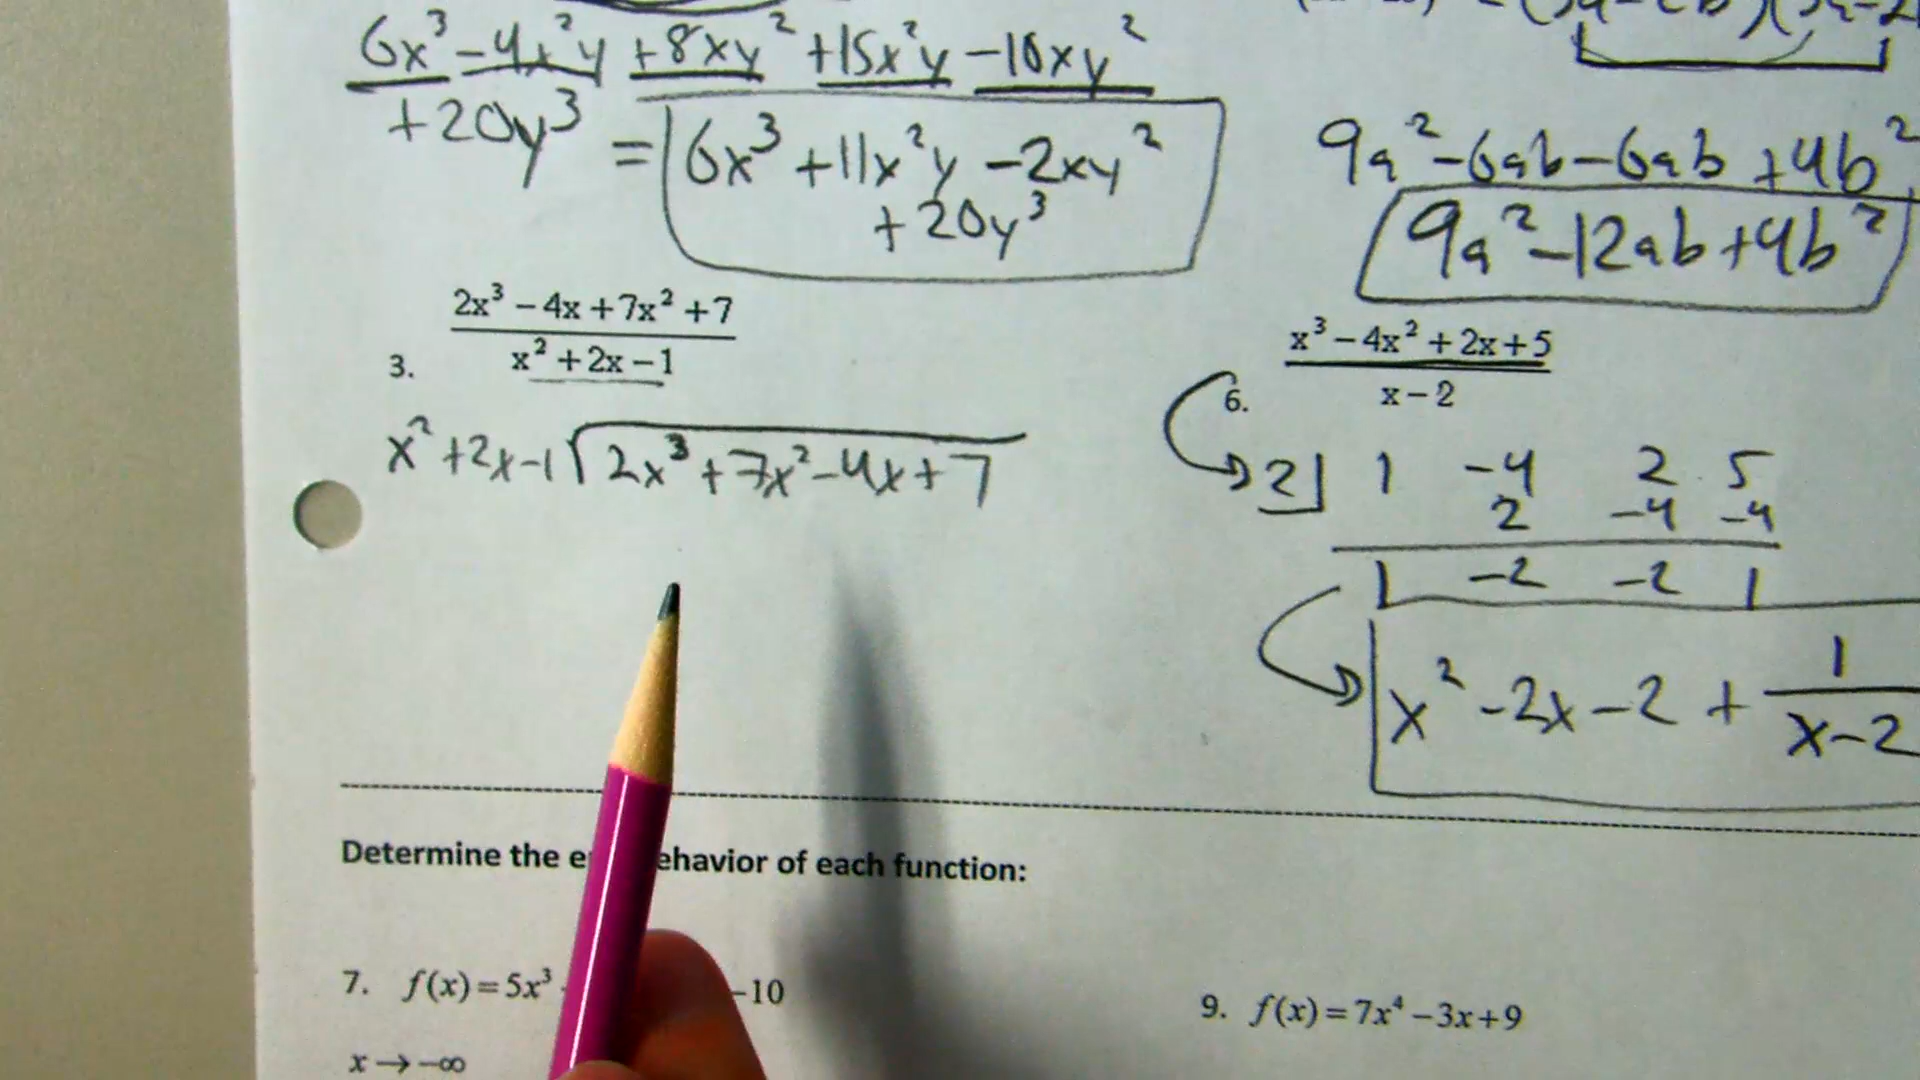 6x³ - 4x²y + 8xy² + 15x²y - 10xy²
+ 20y³ = 6x³ + 11x²y - 2xy²
+ 20y³
9a² - 6ab - 6ab + 4b²
9a² - 12ab + 4b²
3. (2x³ - 4x + 7x² + 7)/(x² + 2x - 1)
x² + 2x - 1 ⟌ 2x³ + 7x² - 4x + 7
6. (x³ - 4x² + 2x + 5)/(x - 2)
2| 1 -4 2 5
2 -4 -4
1 -2 -2 1
x² - 2x - 2 + 1/(x - 2)
Determine the e ehavior of each function:
7. f(x) = 5x³ -10
x → -∞
9. f(x) = 7x⁴ - 3x + 9